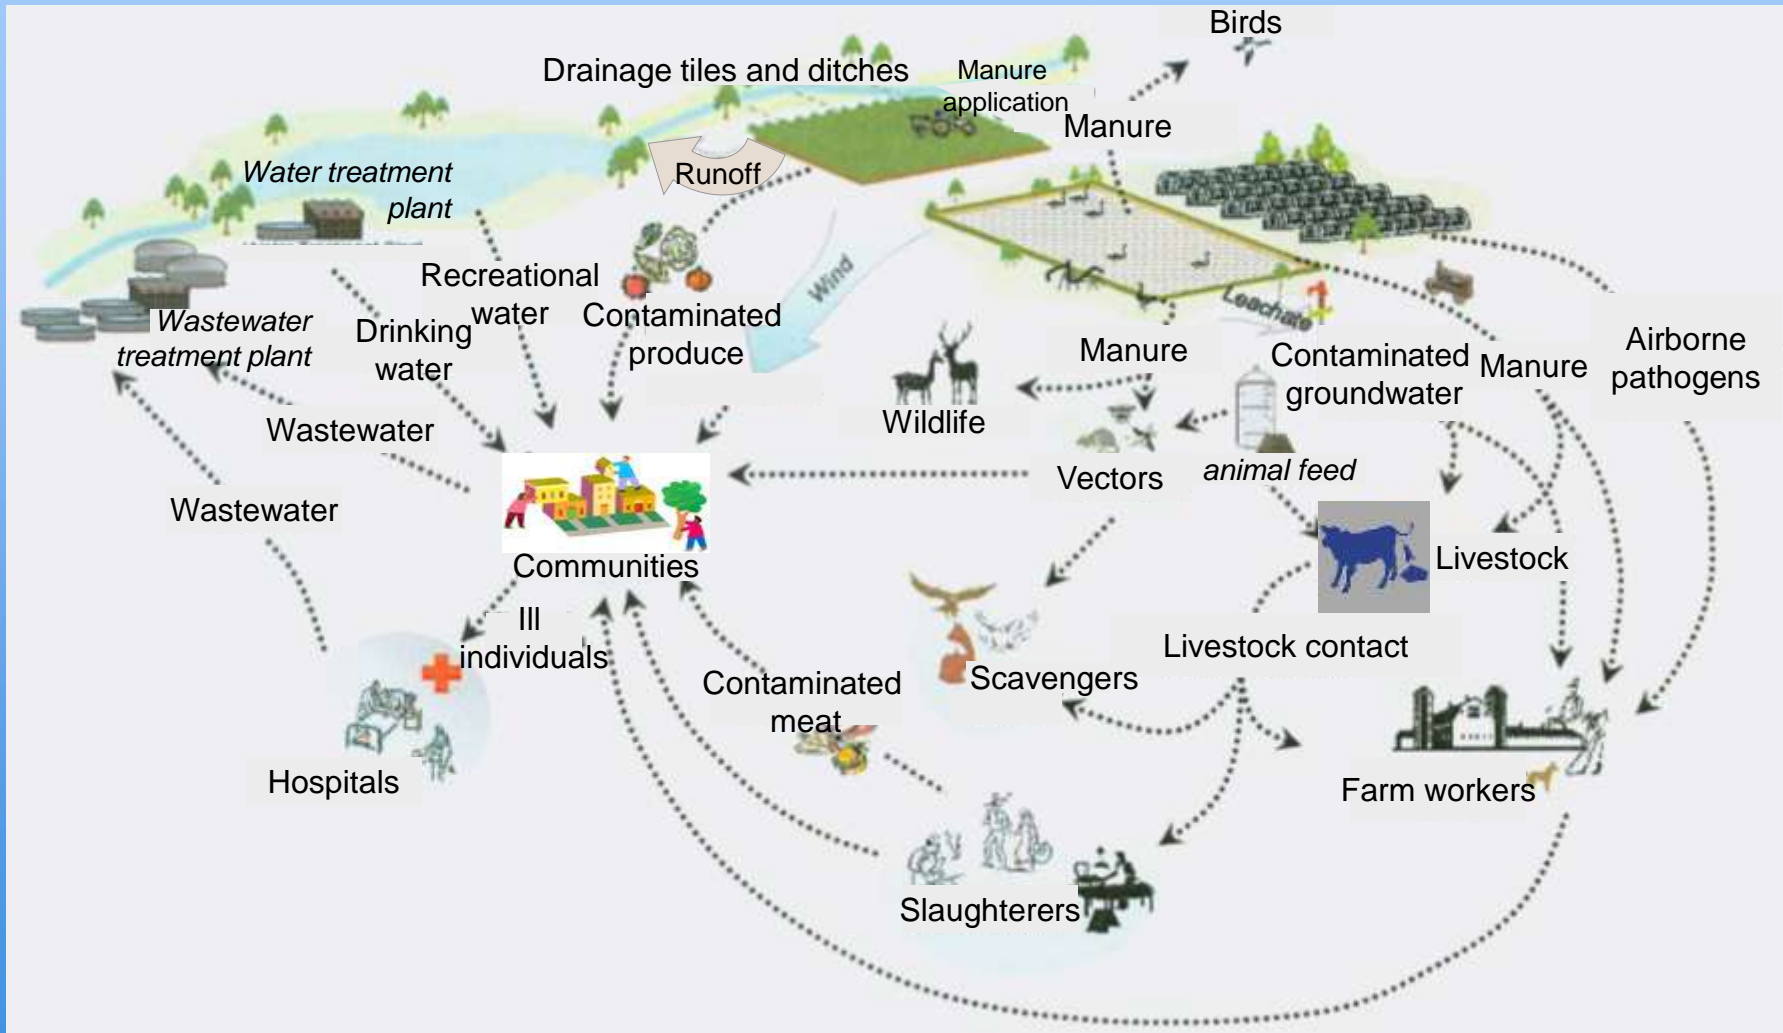 Birds
Drainage tiles and ditches
Manure
application
Manure
Runoff
Water treatment
plant
Recreational
water
Contaminated
produce
Wind
Leachate
Wastewater
treatment plant
Drinking
water
Manure
Contaminated
groundwater
Manure
Airborne
pathogens
Wildlife
Wastewater
Vectors
animal feed
Wastewater
Communities
Livestock
Ill
individuals
Livestock contact
Contaminated
meat
Scavengers
Hospitals
Farm workers
Slaughterers